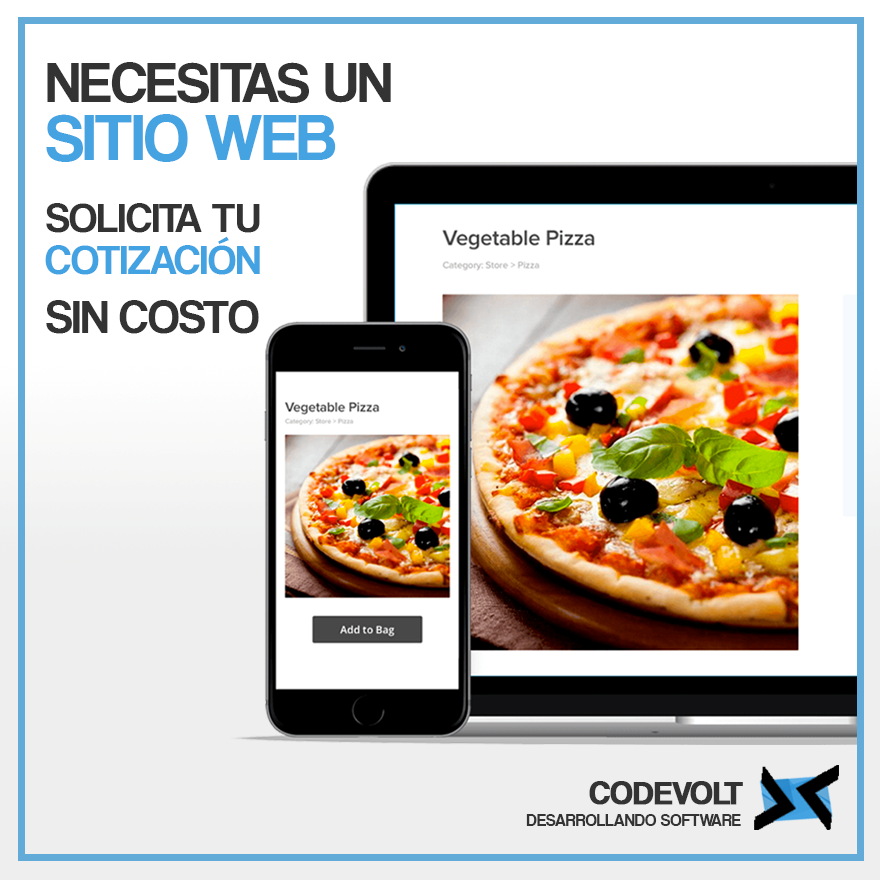 NECESITAS UN
SITIO WEB
SOLICITA TU
COTIZACIÓN
SIN COSTO
Vegetable Pizza
Category: Store > Pizza
Vegetable Pizza
Category: Store > Pizza
Add to Bag
CODEVOLT
DESARROLLANDO SOFTWARE